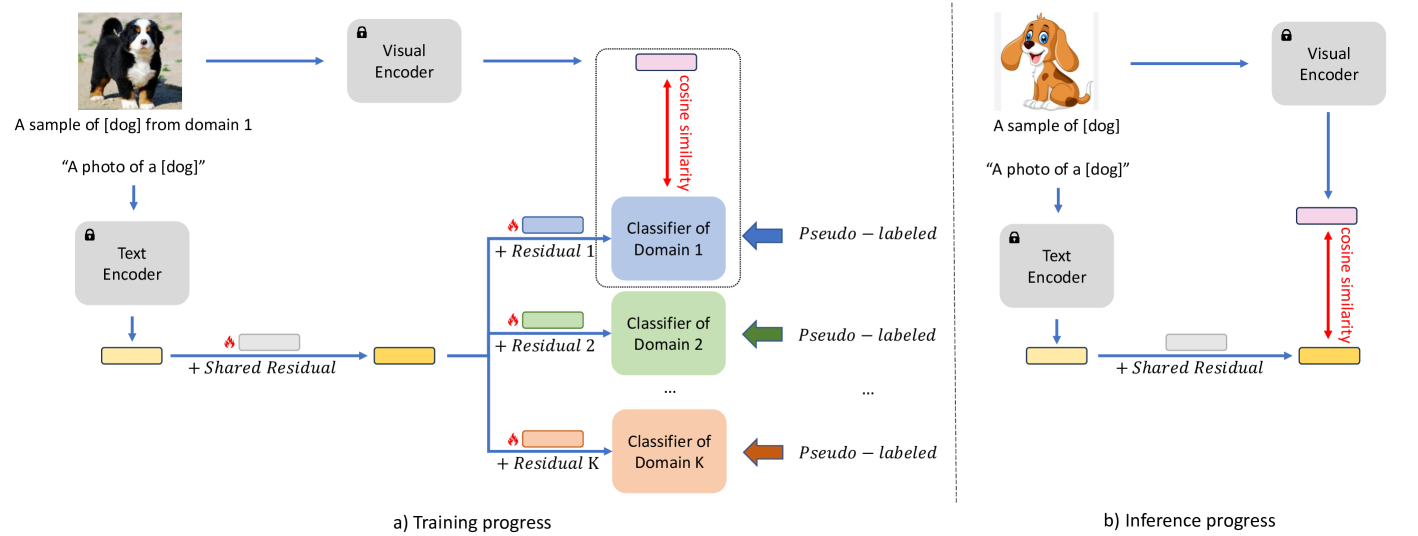 Visual
Encoder
A sample of [dog] from domain 1
“A photo of a [dog]”
Text
Encoder
+ Shared Residual
cosine similarity
+ Residual 1
Classifier of
Domain 1
Pseudo − labeled
+ Residual 2
Classifier of
Domain 2
Pseudo − labeled
...
...
+ Residual K
Classifier of
Domain K
Pseudo − labeled
a) Training progress
Visual
Encoder
A sample of [dog]
“A photo of a [dog]”
Text
Encoder
+ Shared Residual
cosine similarity
b) Inference progress